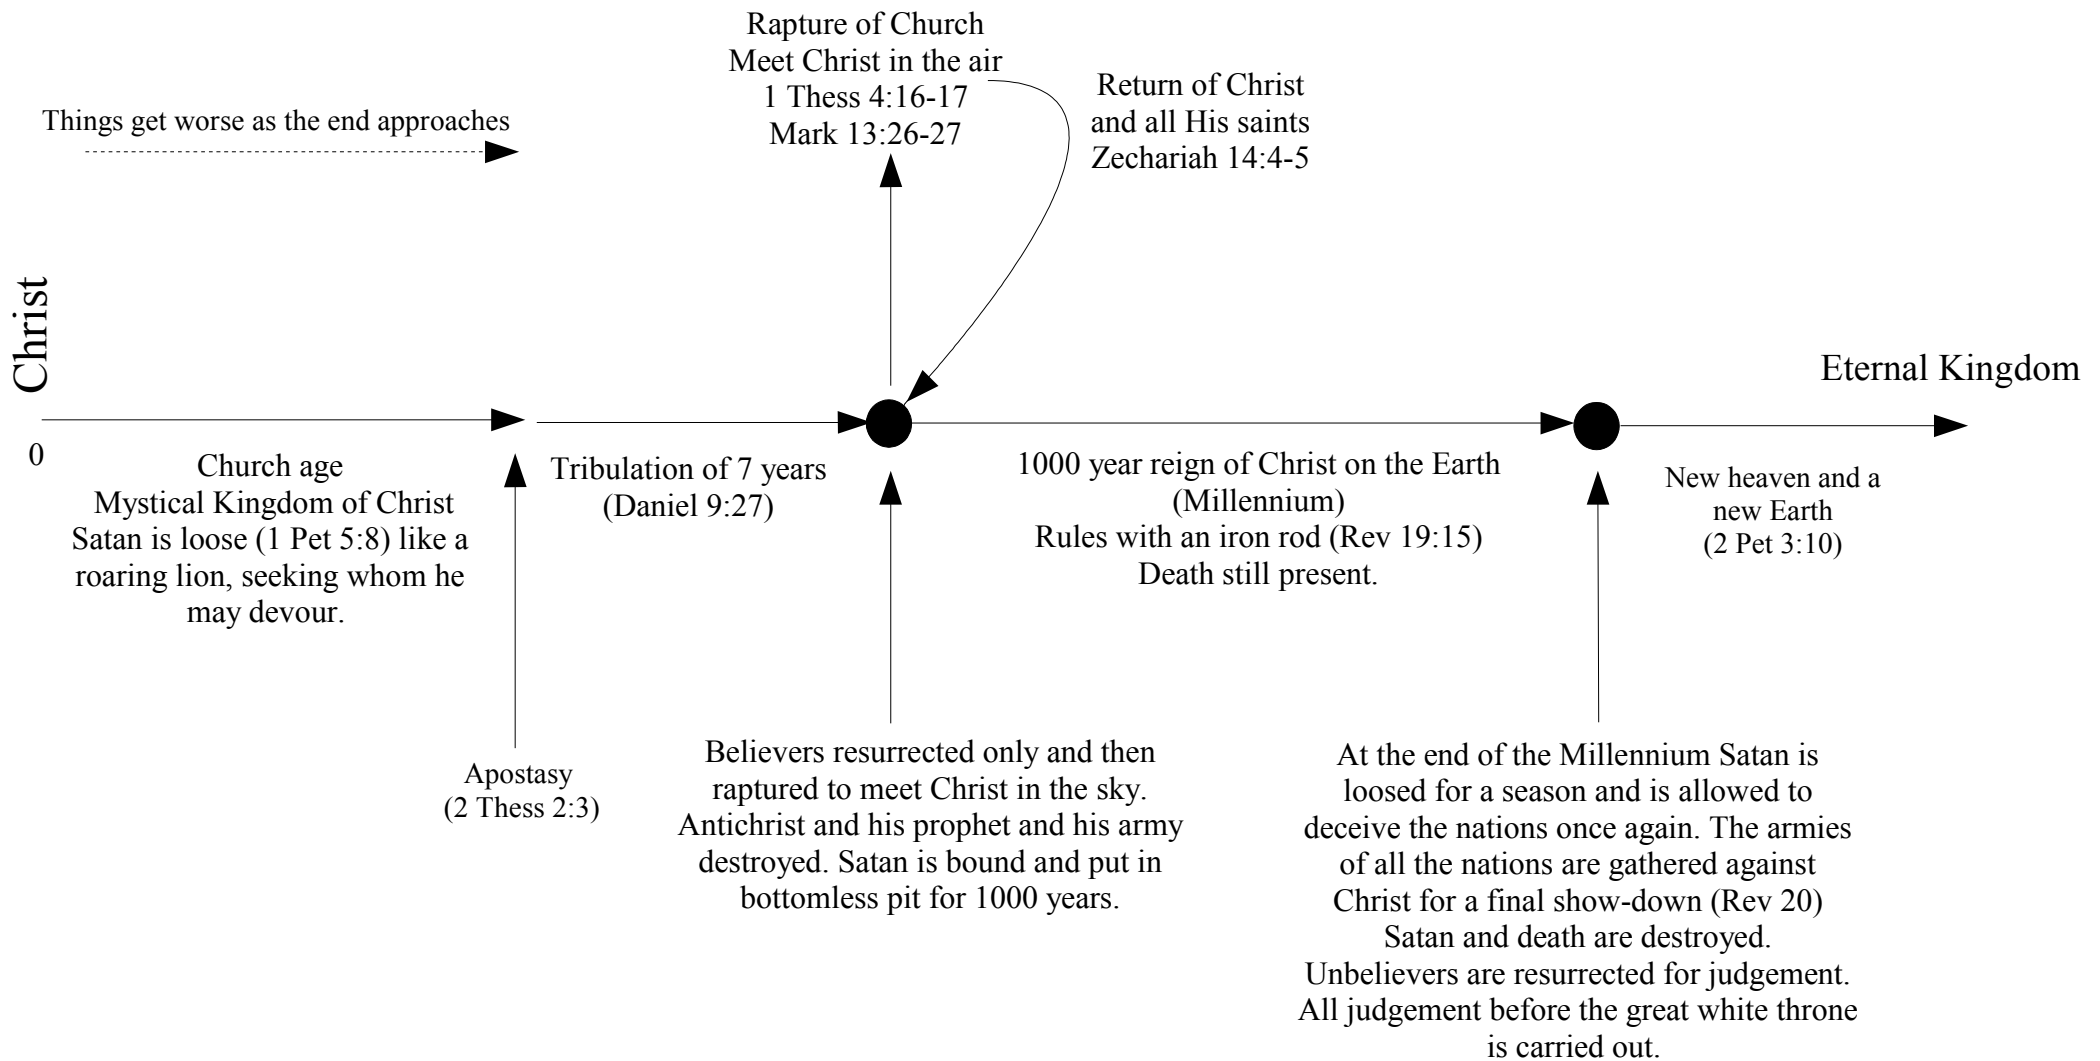 Rapture of Church
Meet Christ in the air
1 Thess 4:16-17
Mark 13:26-27
Return of Christ
and all His saints
Zechariah 14:4-5
Things get worse as the end approaches
Christ
0
Eternal Kingdom
Church age
Mystical Kingdom of Christ
Satan is loose (1 Pet 5:8) like a
roaring lion, seeking whom he
may devour.
Tribulation of 7 years
(Daniel 9:27)
1000 year reign of Christ on the Earth
(Millennium)
Rules with an iron rod (Rev 19:15)
Death still present.
New heaven and a
new Earth
(2 Pet 3:10)
Apostasy
(2 Thess 2:3)
Believers resurrected only and then
raptured to meet Christ in the sky.
Antichrist and his prophet and his army
destroyed. Satan is bound and put in
bottomless pit for 1000 years.
At the end of the Millennium Satan is
loosed for a season and is allowed to
deceive the nations once again. The armies
of all the nations are gathered against
Christ for a final show-down (Rev 20)
Satan and death are destroyed.
Unbelievers are resurrected for judgement.
All judgement before the great white throne
is carried out.